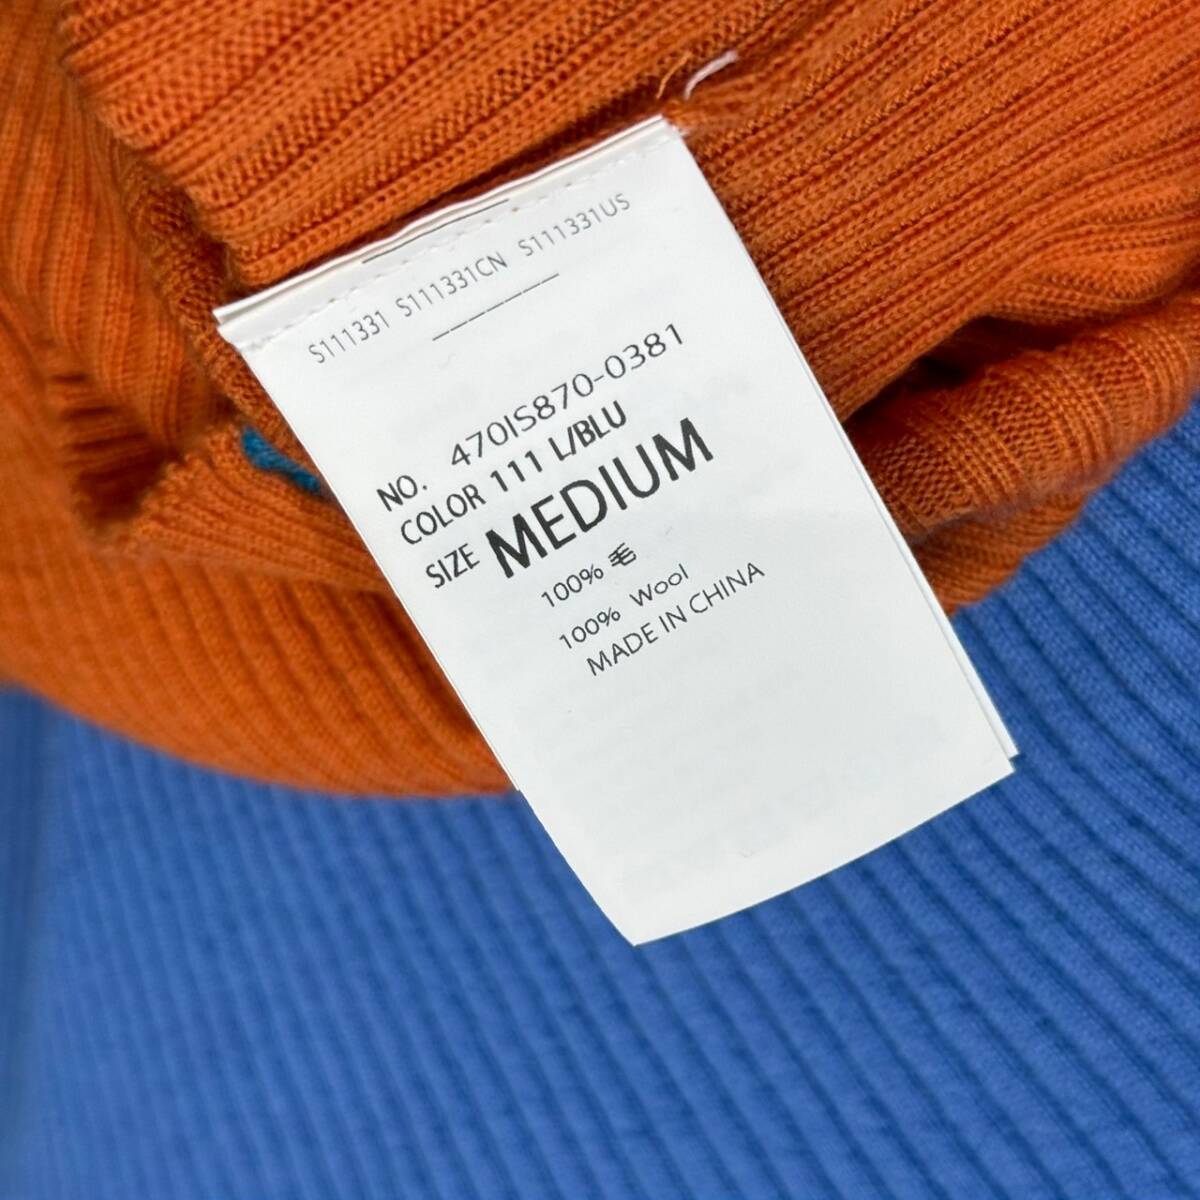 S111331 S111331CN S111331US
NO. 470IS870-0381
COLOR 111 L/BLU
SIZE MEDIUM
100% 毛
100% Wool
MADE IN CHINA